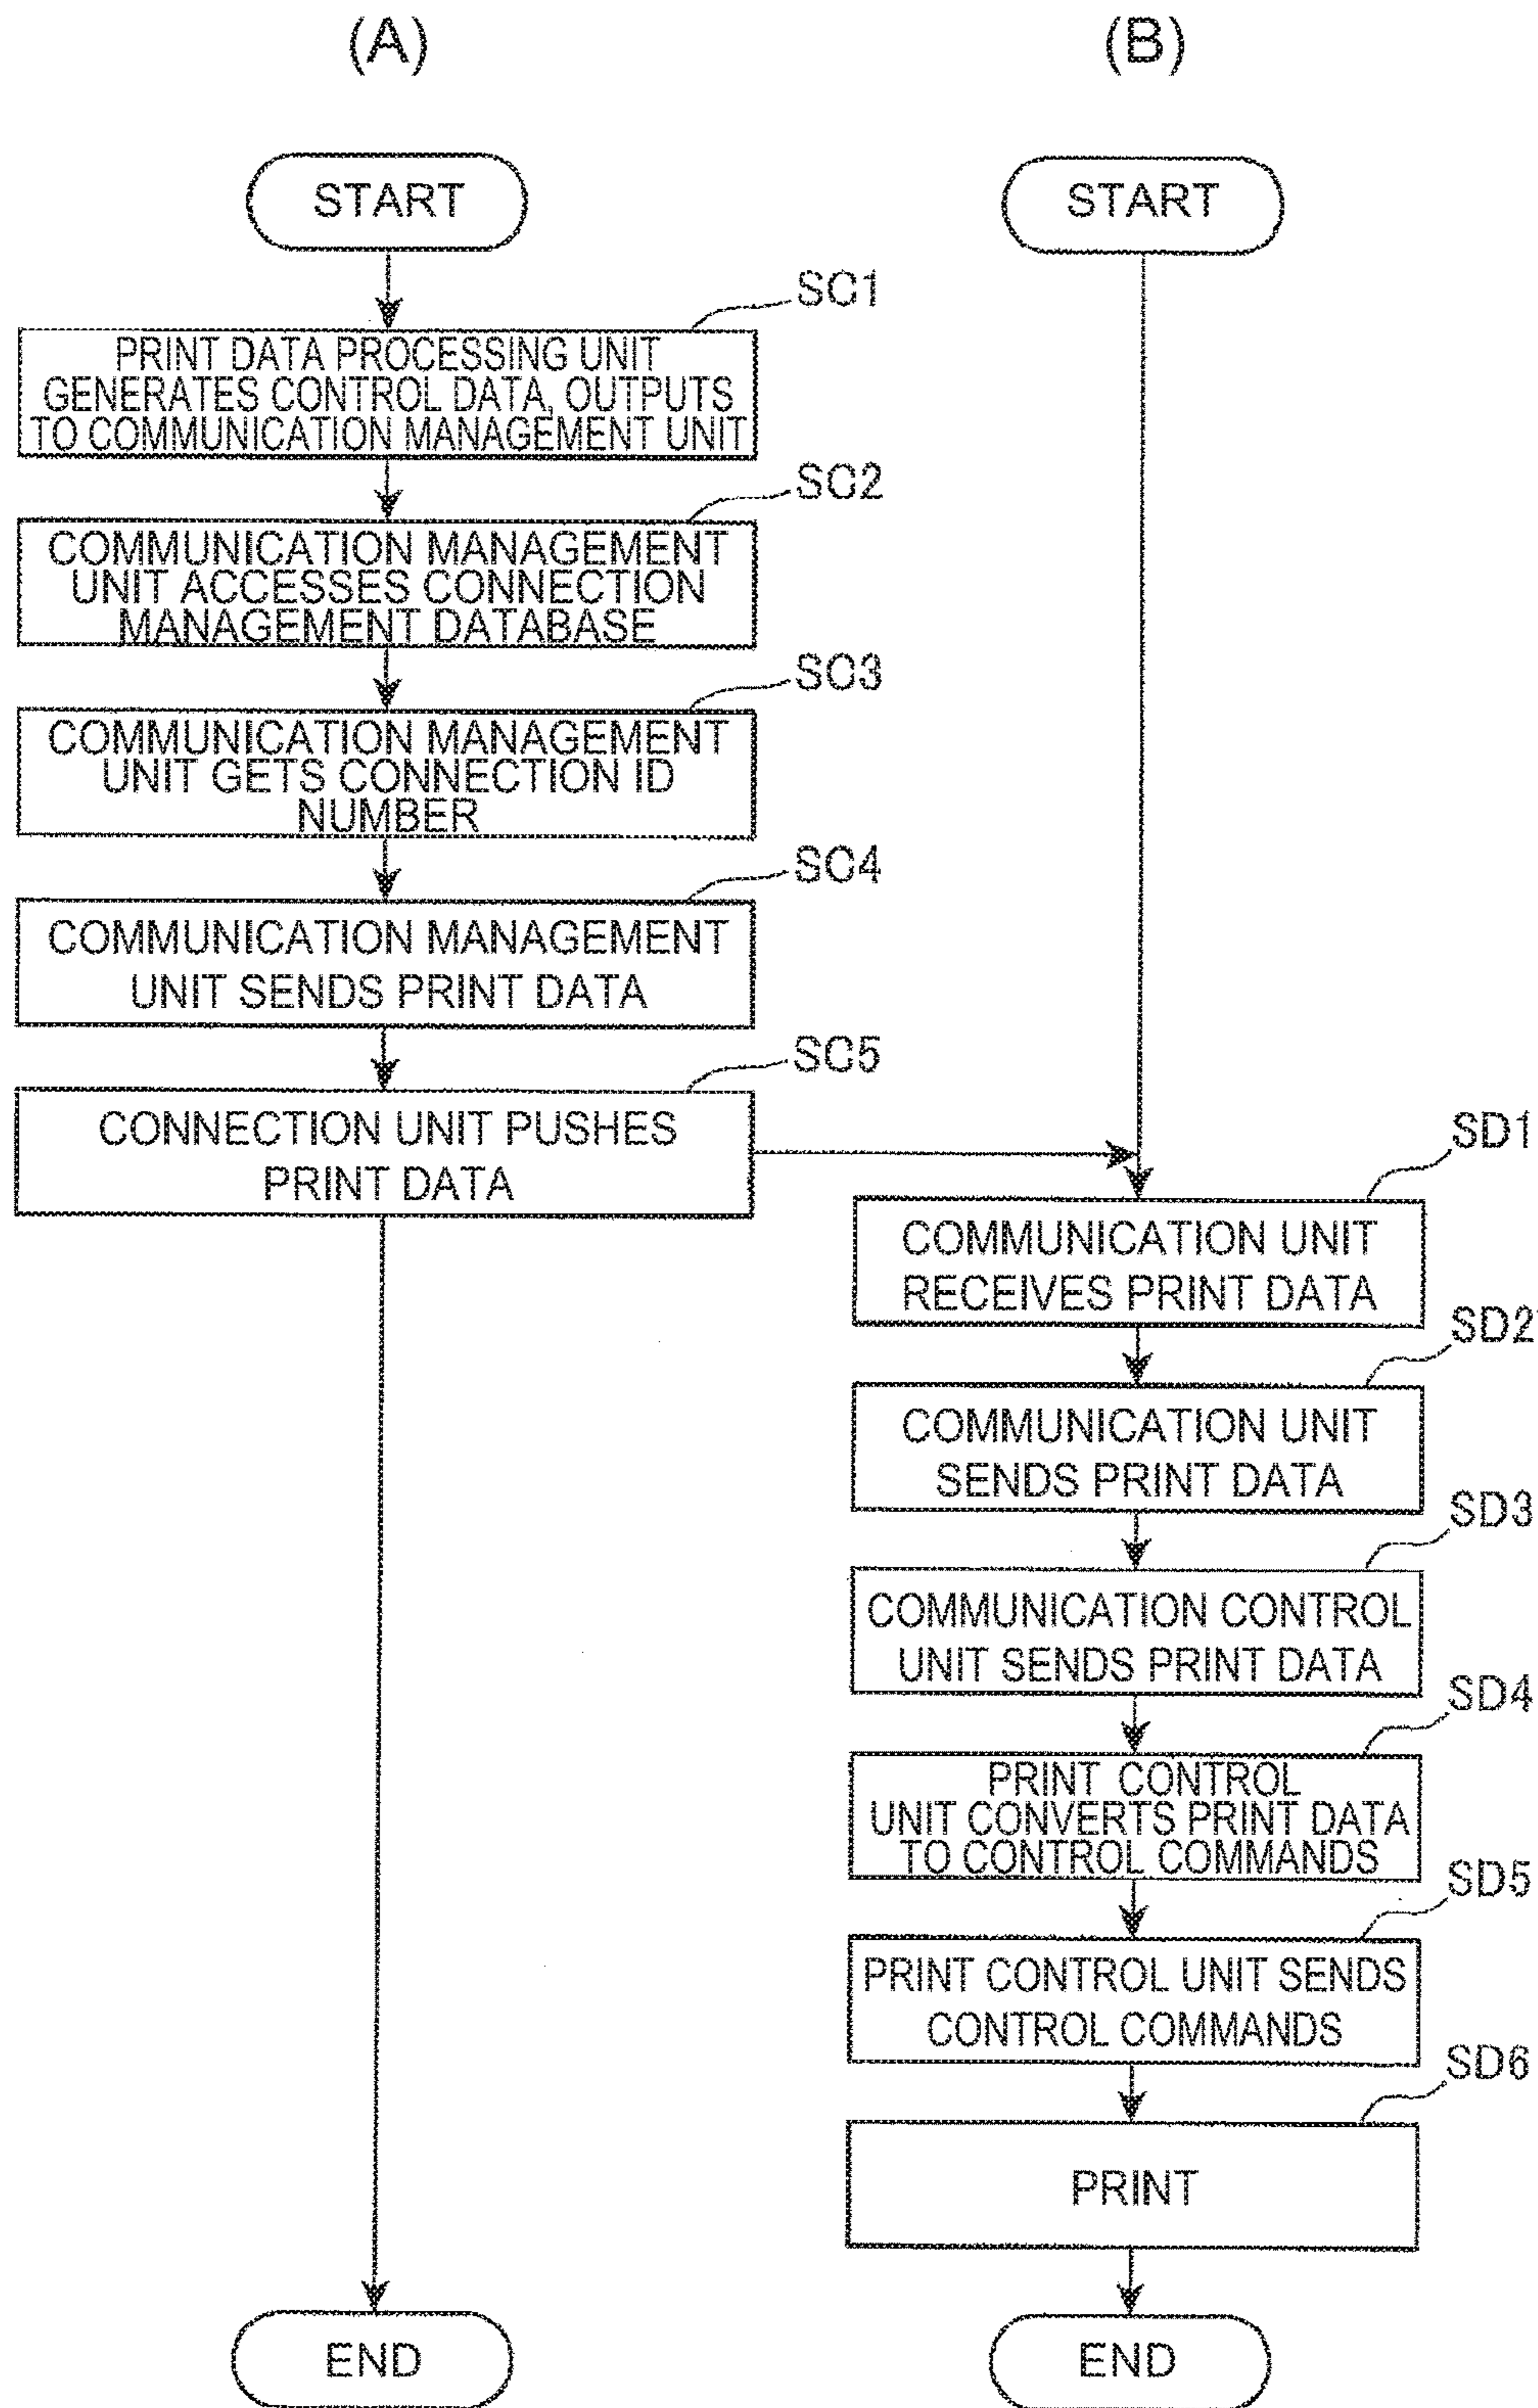 (A)
START
SC1
PRINT DATA PROCESSING UNIT
GENERATES CONTROL DATA, OUTPUTS
TO COMMUNICATION MANAGEMENT UNIT
SC2
COMMUNICATION MANAGEMENT
UNIT ACCESSES CONNECTION
MANAGEMENT DATABASE
SC3
COMMUNICATION MANAGEMENT
UNIT GETS CONNECTION ID
NUMBER
SC4
COMMUNICATION MANAGEMENT
UNIT SENDS PRINT DATA
SC5
CONNECTION UNIT PUSHES
PRINT DATA
END
(B)
START
SD1
COMMUNICATION UNIT
RECEIVES PRINT DATA
SD2
COMMUNICATION UNIT
SENDS PRINT DATA
SD3
COMMUNICATION CONTROL
UNIT SENDS PRINT DATA
SD4
PRINT CONTROL
UNIT CONVERTS PRINT DATA
TO CONTROL COMMANDS
SD5
PRINT CONTROL UNIT SENDS
CONTROL COMMANDS
SD6
PRINT
END